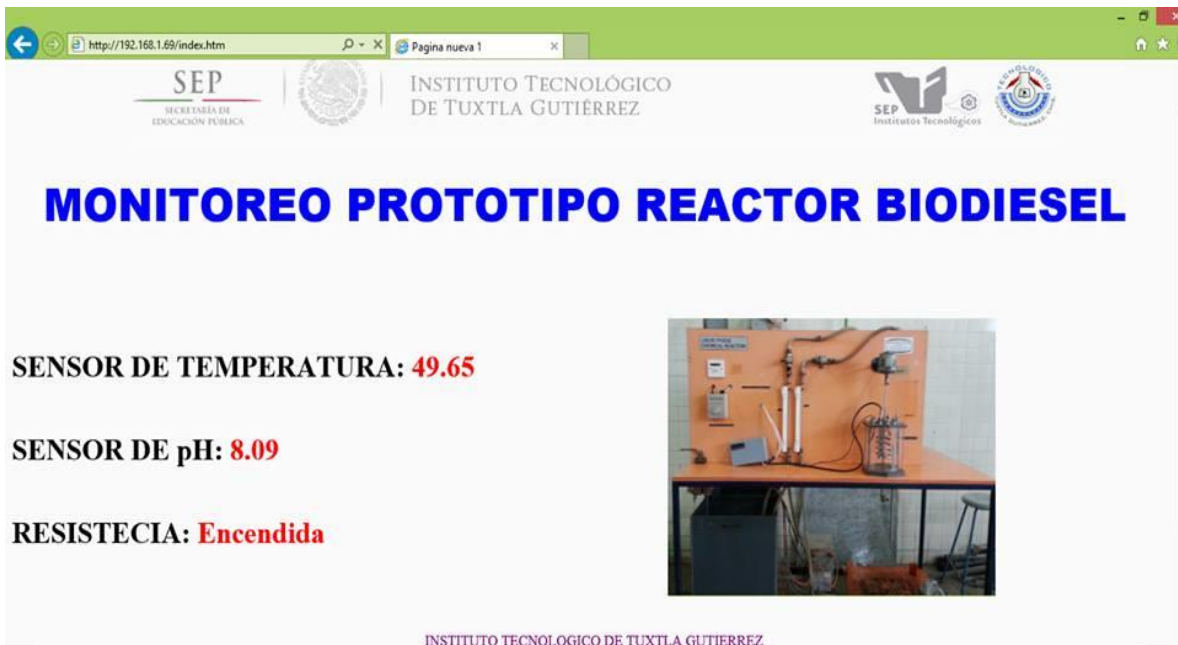 http://192.168.1.69/index.htm
Pagina nueva 1
SEP
SECRETARÍA DE
EDUCACIÓN PÚBLICA
INSTITUTO TECNOLÓGICO
DE TUXTLA GUTIÉRREZ
SEP
Institutos Tecnológicos
MONITOREO PROTOTIPO REACTOR BIODIESEL
SENSOR DE TEMPERATURA: 49.65
SENSOR DE pH: 8.09
RESISTECIA: Encendida
INSTITUTO TECNOLOGICO DE TUXTLA GUTIERREZ